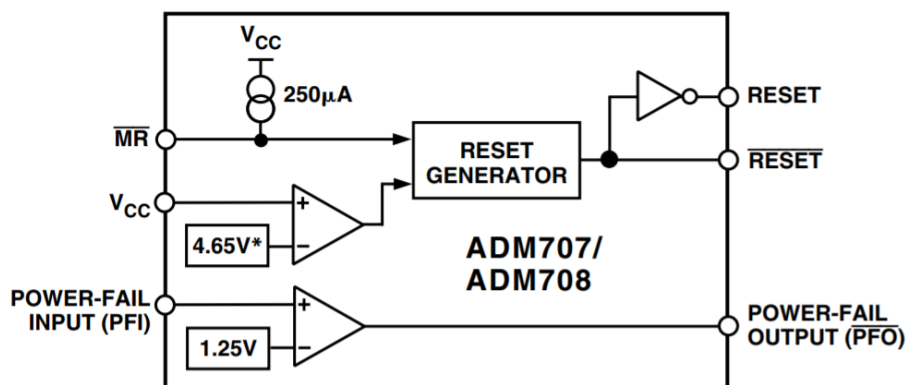 VCC
250μA
MR
RESET
RESET
GENERATOR
RESET
VCC
+
4.65V*
−
ADM707/
ADM708
POWER-FAIL
INPUT (PFI)
+
1.25V
−
POWER-FAIL
OUTPUT (PFO)